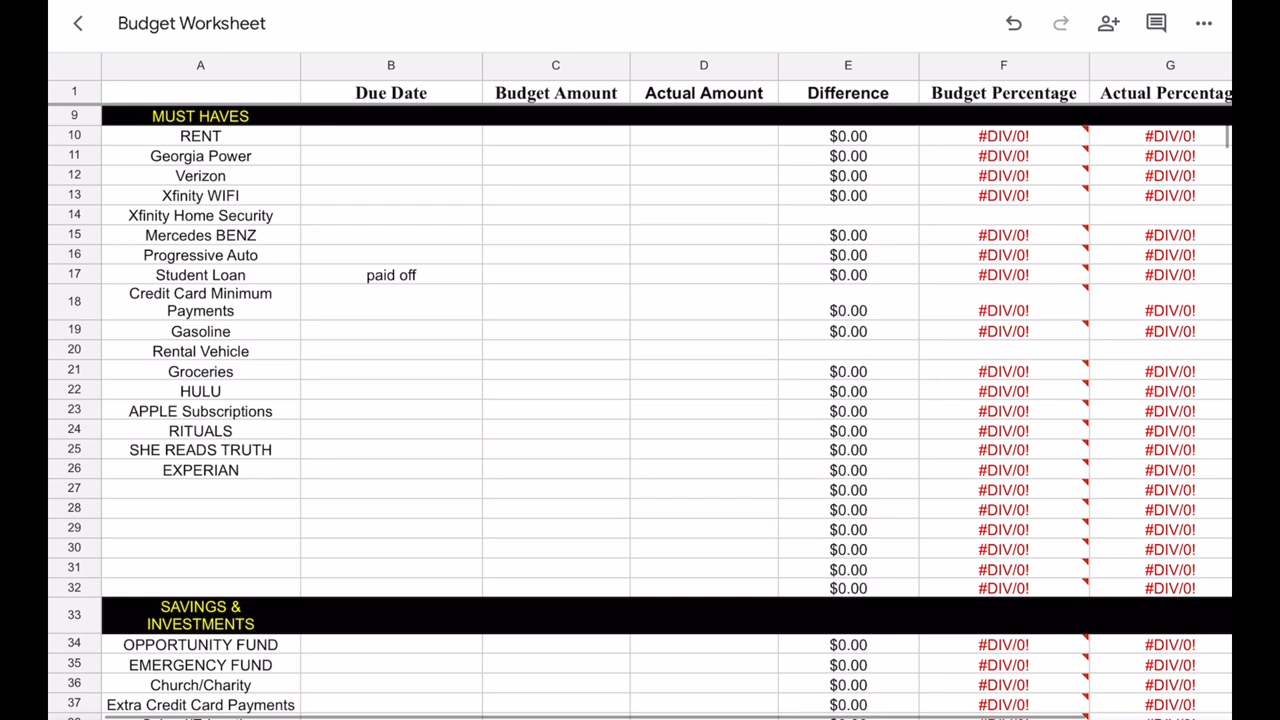 Budget Worksheet
A B C D E F G
1 Due Date Budget Amount Actual Amount Difference Budget Percentage Actual Percentag
9 MUST HAVES
10 RENT $0.00 #DIV/0! #DIV/0!
11 Georgia Power $0.00 #DIV/0! #DIV/0!
12 Verizon $0.00 #DIV/0! #DIV/0!
13 Xfinity WIFI $0.00 #DIV/0! #DIV/0!
14 Xfinity Home Security
15 Mercedes BENZ $0.00 #DIV/0! #DIV/0!
16 Progressive Auto $0.00 #DIV/0! #DIV/0!
17 Student Loan paid off $0.00 #DIV/0! #DIV/0!
18 Credit Card Minimum
Payments $0.00 #DIV/0! #DIV/0!
19 Gasoline $0.00 #DIV/0! #DIV/0!
20 Rental Vehicle
21 Groceries $0.00 #DIV/0! #DIV/0!
22 HULU $0.00 #DIV/0! #DIV/0!
23 APPLE Subscriptions $0.00 #DIV/0! #DIV/0!
24 RITUALS $0.00 #DIV/0! #DIV/0!
25 SHE READS TRUTH $0.00 #DIV/0! #DIV/0!
26 EXPERIAN $0.00 #DIV/0! #DIV/0!
27 $0.00 #DIV/0! #DIV/0!
28 $0.00 #DIV/0! #DIV/0!
29 $0.00 #DIV/0! #DIV/0!
30 $0.00 #DIV/0! #DIV/0!
31 $0.00 #DIV/0! #DIV/0!
32 $0.00 #DIV/0! #DIV/0!
33 SAVINGS &
INVESTMENTS
34 OPPORTUNITY FUND $0.00 #DIV/0! #DIV/0!
35 EMERGENCY FUND $0.00 #DIV/0! #DIV/0!
36 Church/Charity $0.00 #DIV/0! #DIV/0!
37 Extra Credit Card Payments $0.00 #DIV/0! #DIV/0!